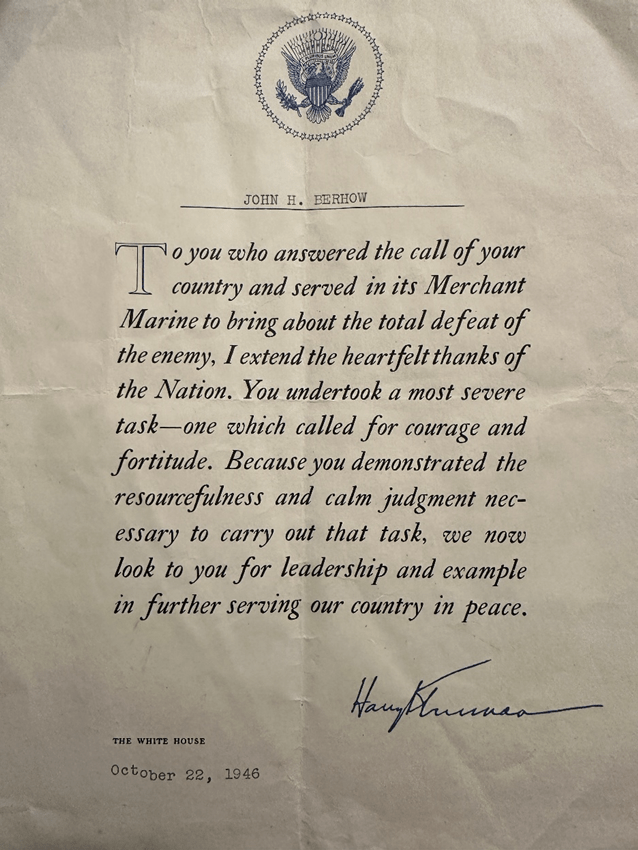 JOHN H. BERHOW
To you who answered the call of your
country and served in its Merchant
Marine to bring about the total defeat of
the enemy, I extend the heartfelt thanks of
the Nation. You undertook a most severe
task—one which called for courage and
fortitude. Because you demonstrated the
resourcefulness and calm judgment nec-
essary to carry out that task, we now
look to you for leadership and example
in further serving our country in peace.
Harry Truman
THE WHITE HOUSE
October 22, 1946